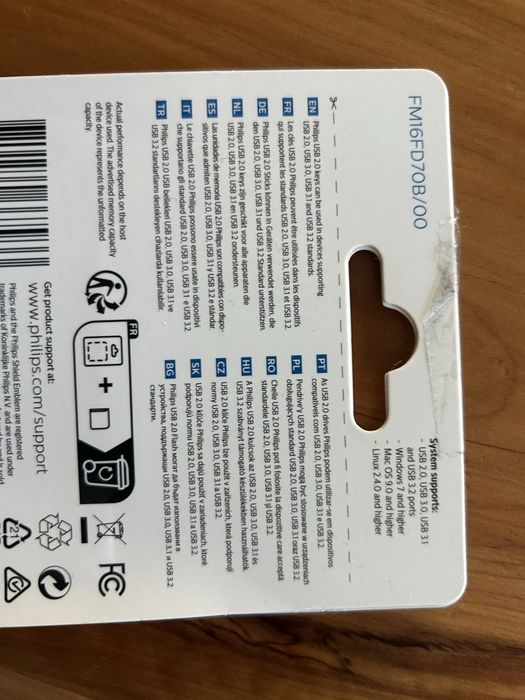 FM16FD70B/00
System supports:
- USB 2.0, USB 3.0, USB 3.1
and USB 3.2 ports
- Windows 7 and higher
- Mac OS 9.0 and higher
- Linux 2.4.0 and higher
EN Philips USB 2.0 keys can be used in devices supporting
USB 2.0, USB 3.0, USB 3.1 and USB 3.2 standards.
FR Les clés USB 2.0 Philips peuvent être utilisées dans les dispositifs
qui supportent les standards USB 2.0, USB 3.0, USB 3.1 et USB 3.2.
DE Philips USB 2.0 Sticks können in Geräten verwendet werden, die
den USB 2.0, USB 3.0, USB 3.1 und USB 3.2 Standard unterstützen.
NL Philips USB 2.0 keys zijn geschikt voor alle apparaten die
USB 2.0, USB 3.0, USB 3.1 en USB 3.2 ondersteunen.
ES Las unidades de memoria USB 2.0 Philips son compatibles con dispo-
sitivos que admiten USB 2.0, USB 3.0, USB 3.1 y USB 3.2 e stándar.
IT Le chiavette USB 2.0 Philips possono essere usate in dispositivi
che supportano gli standard USB 2.0, USB 3.0, USB 3.1 e USB 3.2.
TR Philips USB 2.0 USB bellekleri USB 2.0, USB 3.0, USB 3.1 ve
USB 3.2 standartlarını destekleyen cihazlarda kullanılabilir.
PT As USB 2.0 drives Philips podem utilizar-se em dispositivos
compatíveis com USB 2.0, USB 3.0, USB 3.1 e USB 3.2.
PL Pendrive'y USB 2.0 Philips mogą być stosowane w urządzeniach
obsługujących standard USB 2.0, USB 3.0, USB 3.1 oraz USB 3.2.
RO Cheile USB 2.0 Philips pot fi folosite la dispozitive care acceptă
standardele USB 2.0, USB 3.0, USB 3.1 și USB 3.2.
HU A Philips USB 2.0 kulcsok az USB 2.0, USB 3.0, USB 3.1 és
USB 3.2 szabványt támogató készülékekben használhatók.
CZ USB 2.0 klíče Philips lze použít v zařízeních, která podporují
normy USB 2.0, USB 3.0, USB 3.1 a USB 3.2.
SK USB 2.0 kľúče Philips sa dajú použiť v zariadeniach, ktoré
podporujú normu USB 2.0, USB 3.0, USB 3.1 a USB 3.2.
BG Philips USB 2.0 Flash могат да бъдат използвани в
устройства, поддържащи USB 2.0, USB 3.0, USB 3.1 и USB 3.2
стандарти.
Actual performance depends on the host
device used. The advertised memory capacity
of the device represents the unformatted
capacity.
FR
+
FC
21
Get product support at:
www.philips.com/support
Philips and the Philips Shield Emblem are registered
trademarks of Koninklijke Philips N.V. and are used under